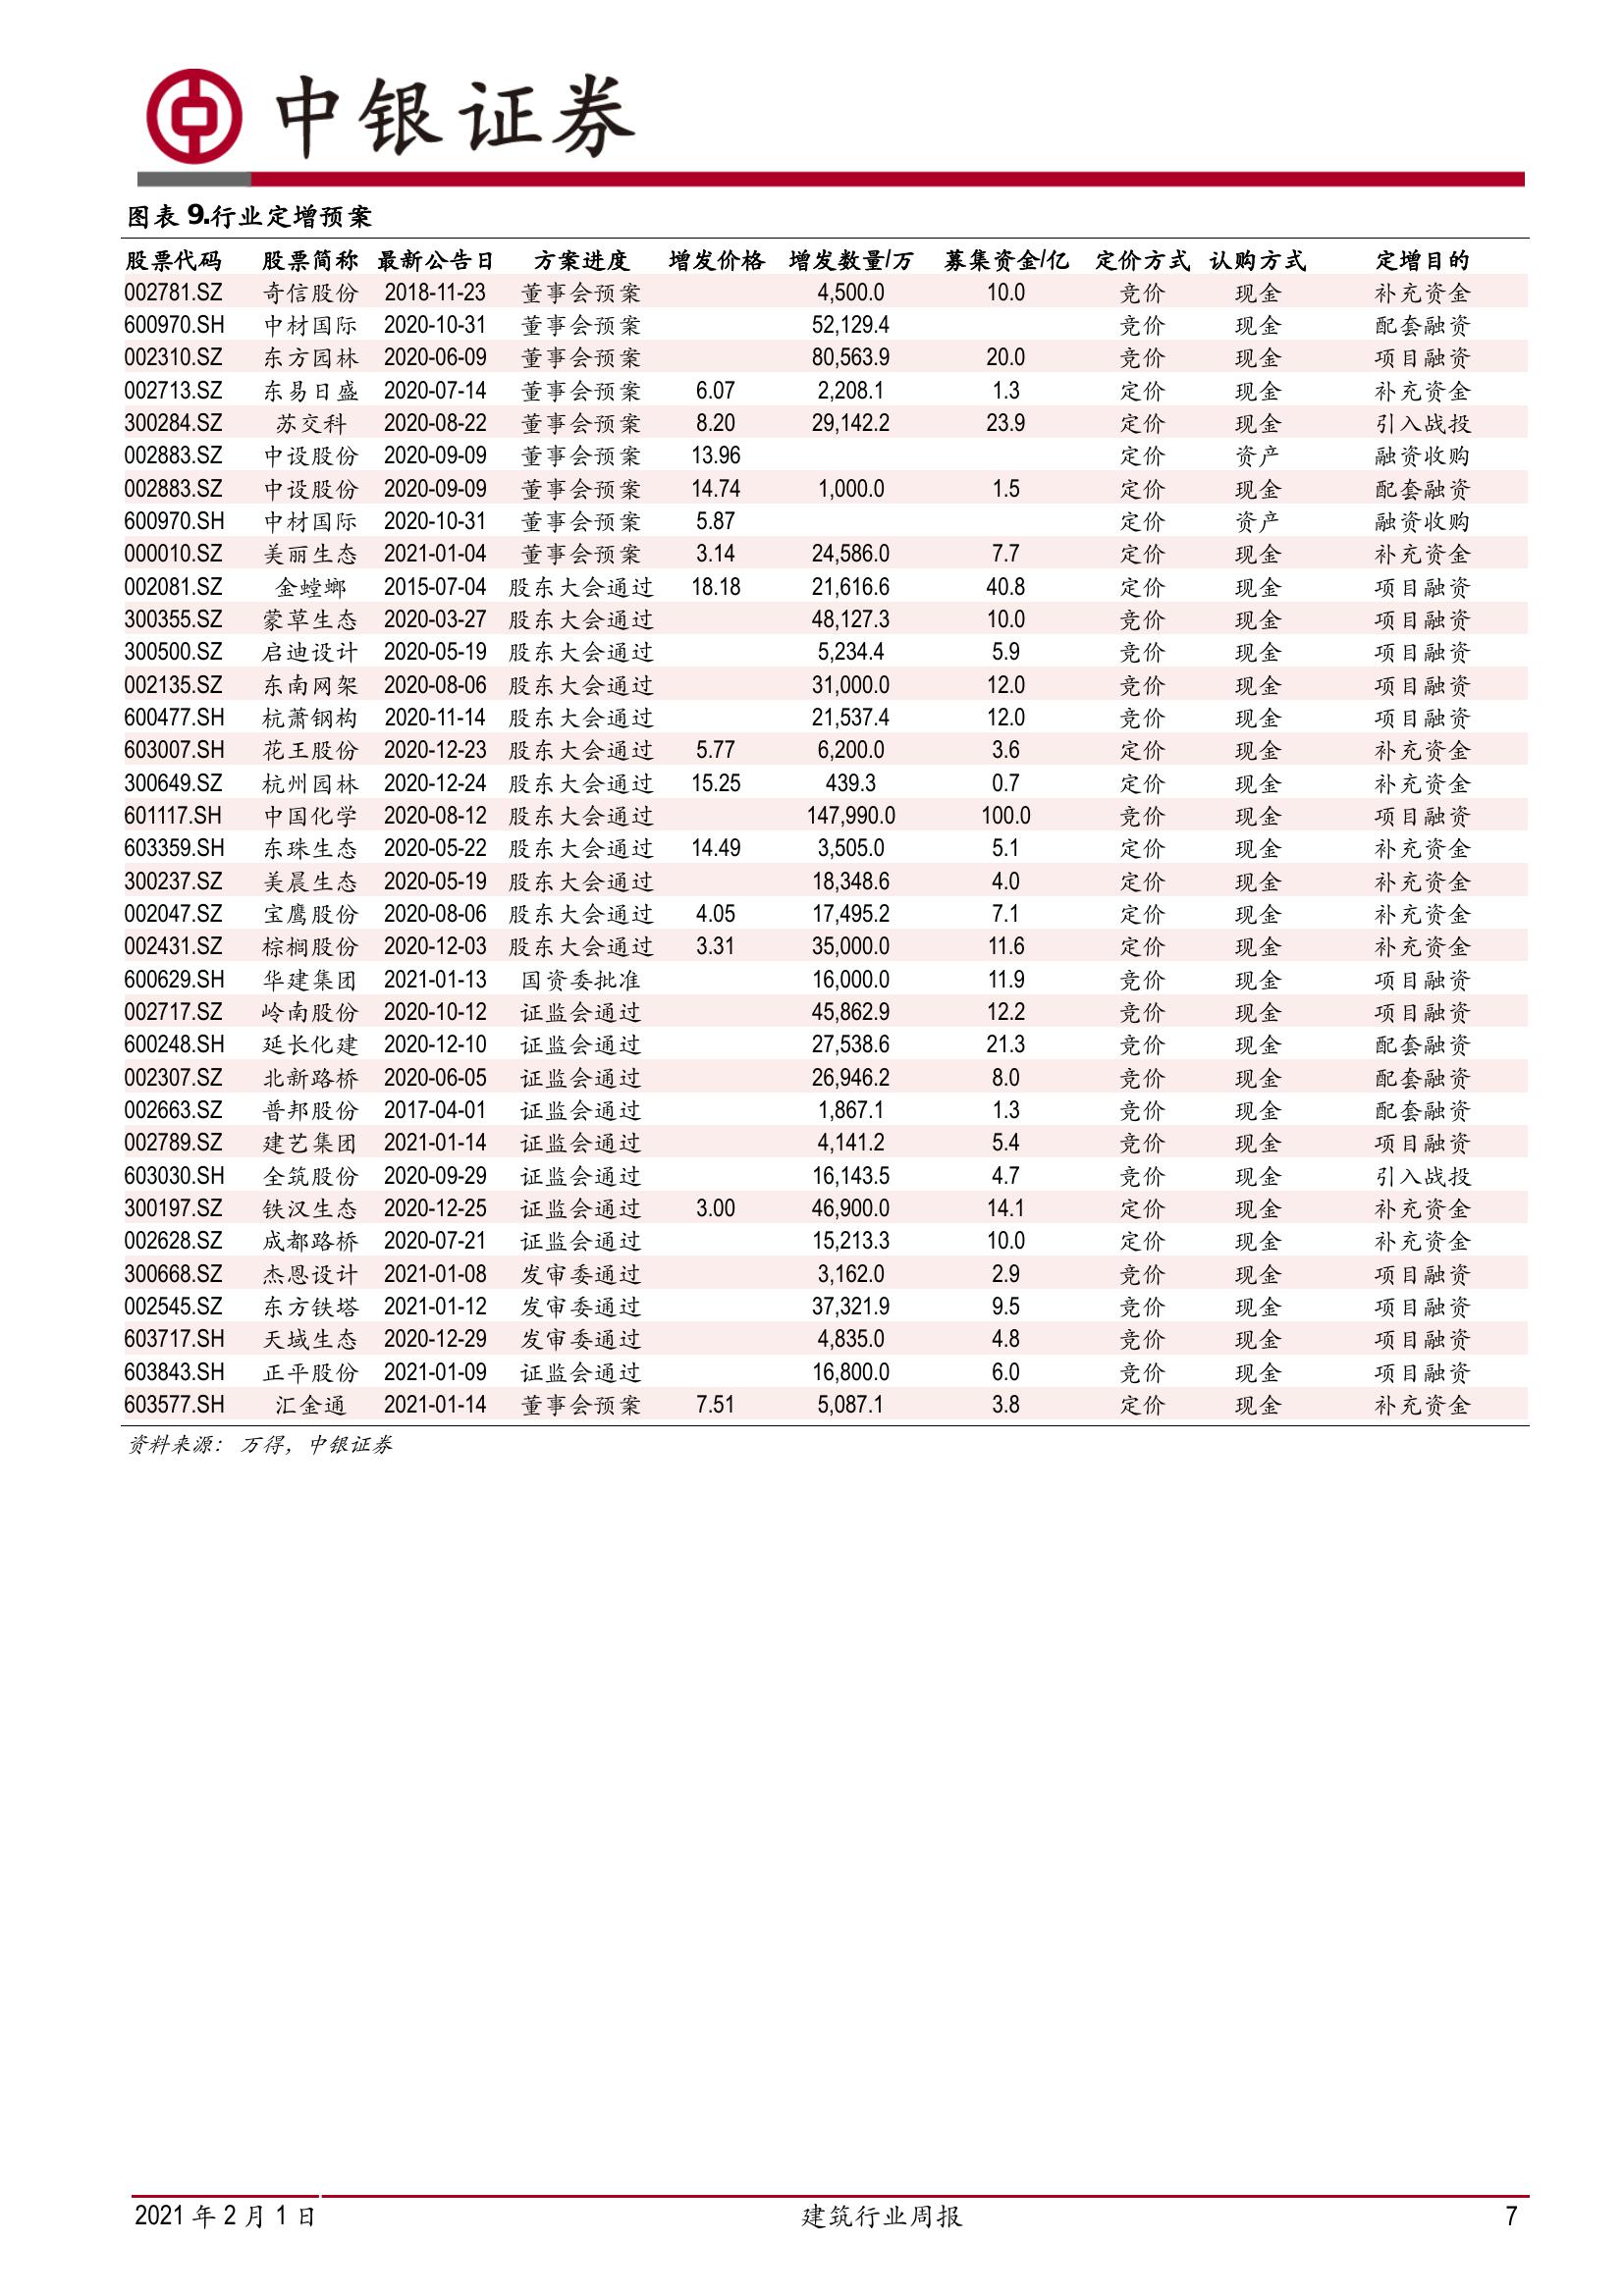 中银证券
图表 9.行业定增预案
股票代码 股票简称 最新公告日 方案进度 增发价格 增发数量/万 募集资金/亿 定价方式 认购方式 定增目的
002781.SZ 奇信股份 2018-11-23 董事会预案 4,500.0 10.0 竞价 现金 补充资金
600970.SH 中材国际 2020-10-31 董事会预案 52,129.4 竞价 现金 配套融资
002310.SZ 东方园林 2020-06-09 董事会预案 80,563.9 20.0 竞价 现金 项目融资
002713.SZ 东易日盛 2020-07-14 董事会预案 6.07 2,208.1 1.3 定价 现金 补充资金
300284.SZ 苏交科 2020-08-22 董事会预案 8.20 29,142.2 23.9 定价 现金 引入战投
002883.SZ 中设股份 2020-09-09 董事会预案 13.96 定价 资产 融资收购
002883.SZ 中设股份 2020-09-09 董事会预案 14.74 1,000.0 1.5 定价 现金 配套融资
600970.SH 中材国际 2020-10-31 董事会预案 5.87 定价 资产 融资收购
000010.SZ 美丽生态 2021-01-04 董事会预案 3.14 24,586.0 7.7 定价 现金 补充资金
002081.SZ 金螳螂 2015-07-04 股东大会通过 18.18 21,616.6 40.8 定价 现金 项目融资
300355.SZ 蒙草生态 2020-03-27 股东大会通过 48,127.3 10.0 竞价 现金 项目融资
300500.SZ 启迪设计 2020-05-19 股东大会通过 5,234.4 5.9 竞价 现金 项目融资
002135.SZ 东南网架 2020-08-06 股东大会通过 31,000.0 12.0 竞价 现金 项目融资
600477.SH 杭萧钢构 2020-11-14 股东大会通过 21,537.4 12.0 竞价 现金 项目融资
603007.SH 花王股份 2020-12-23 股东大会通过 5.77 6,200.0 3.6 定价 现金 补充资金
300649.SZ 杭州园林 2020-12-24 股东大会通过 15.25 439.3 0.7 定价 现金 补充资金
601117.SH 中国化学 2020-08-12 股东大会通过 147,990.0 100.0 竞价 现金 项目融资
603359.SH 东珠生态 2020-05-22 股东大会通过 14.49 3,505.0 5.1 定价 现金 补充资金
300237.SZ 美晨生态 2020-05-19 股东大会通过 18,348.6 4.0 定价 现金 补充资金
002047.SZ 宝鹰股份 2020-08-06 股东大会通过 4.05 17,495.2 7.1 定价 现金 补充资金
002431.SZ 棕榈股份 2020-12-03 股东大会通过 3.31 35,000.0 11.6 定价 现金 补充资金
600629.SH 华建集团 2021-01-13 国资委批准 16,000.0 11.9 竞价 现金 项目融资
002717.SZ 岭南股份 2020-10-12 证监会通过 45,862.9 12.2 竞价 现金 项目融资
600248.SH 延长化建 2020-12-10 证监会通过 27,538.6 21.3 竞价 现金 配套融资
002307.SZ 北新路桥 2020-06-05 证监会通过 26,946.2 8.0 竞价 现金 配套融资
002663.SZ 普邦股份 2017-04-01 证监会通过 1,867.1 1.3 竞价 现金 配套融资
002789.SZ 建艺集团 2021-01-14 证监会通过 4,141.2 5.4 竞价 现金 项目融资
603030.SH 全筑股份 2020-09-29 证监会通过 16,143.5 4.7 竞价 现金 引入战投
300197.SZ 铁汉生态 2020-12-25 证监会通过 3.00 46,900.0 14.1 定价 现金 补充资金
002628.SZ 成都路桥 2020-07-21 证监会通过 15,213.3 10.0 定价 现金 补充资金
300668.SZ 杰恩设计 2021-01-08 发审委通过 3,162.0 2.9 竞价 现金 项目融资
002545.SZ 东方铁塔 2021-01-12 发审委通过 37,321.9 9.5 竞价 现金 项目融资
603717.SH 天域生态 2020-12-29 发审委通过 4,835.0 4.8 竞价 现金 项目融资
603843.SH 正平股份 2021-01-09 证监会通过 16,800.0 6.0 竞价 现金 项目融资
603577.SH 汇金通 2021-01-14 董事会预案 7.51 5,087.1 3.8 定价 现金 补充资金
资料来源: 万得, 中银证券
2021 年 2 月 1 日 建筑行业周报 7